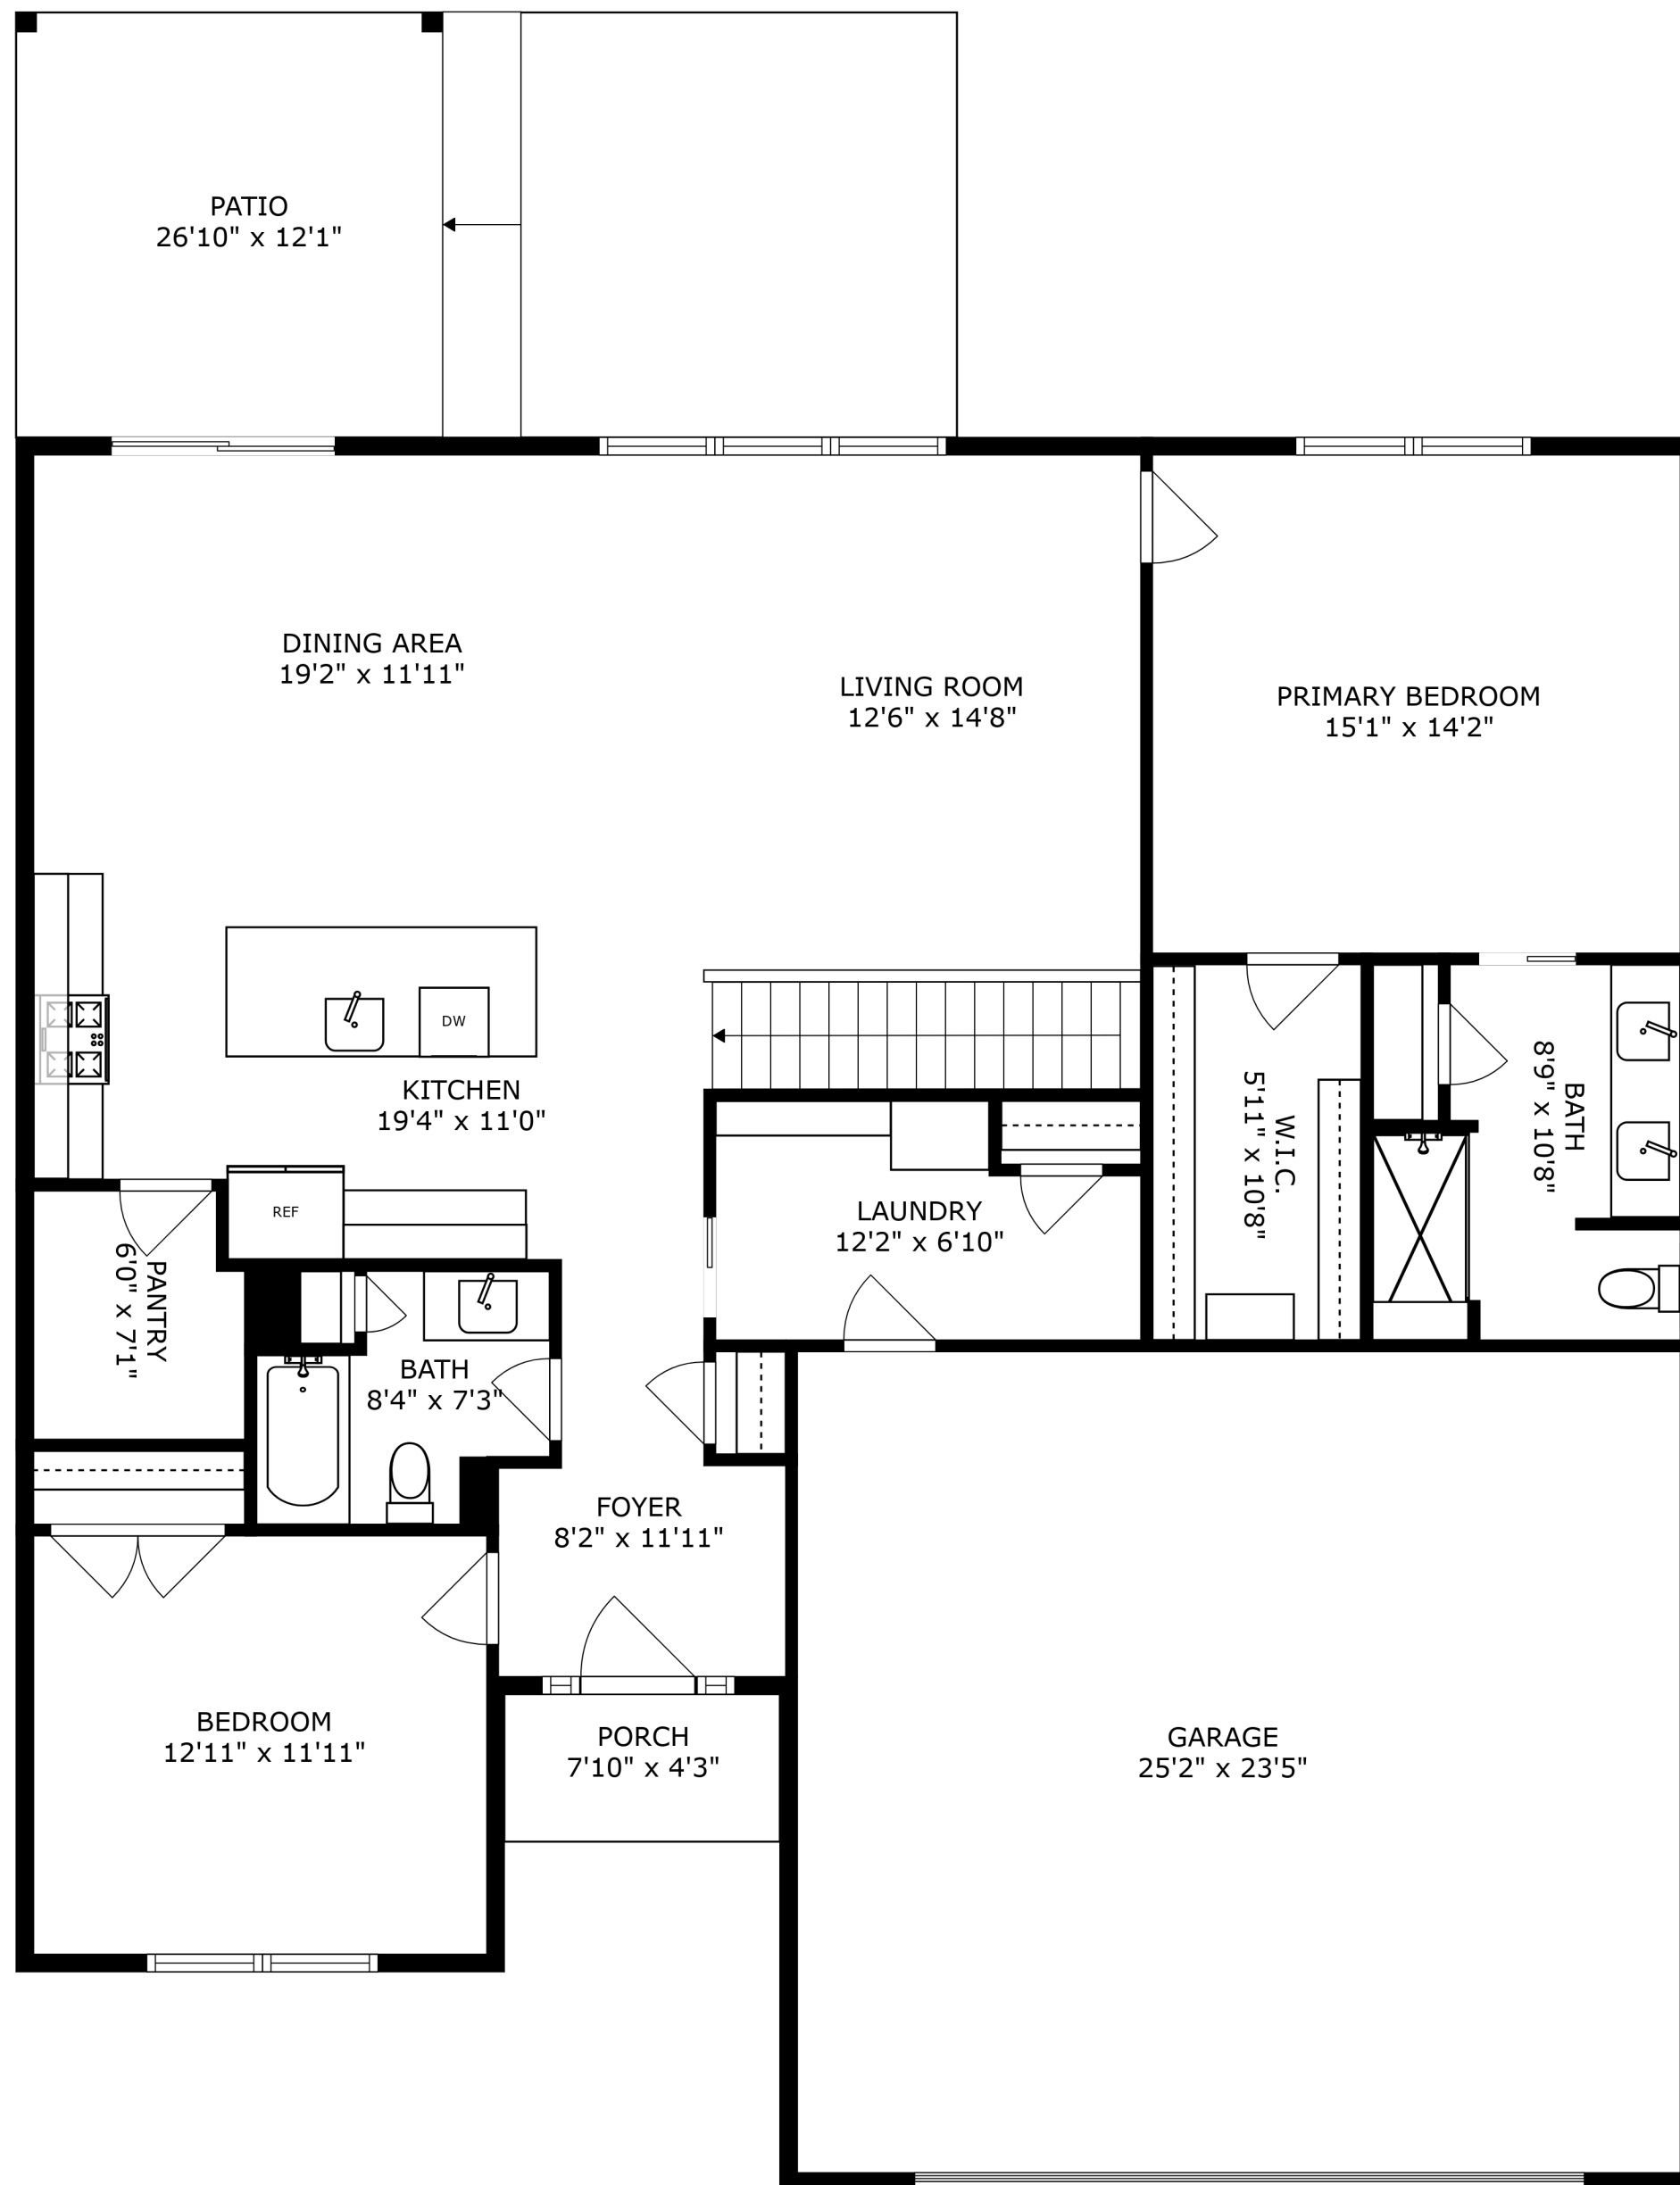 PATIO
26'10" x 12'1"
DINING AREA
19'2" x 11'11"
LIVING ROOM
12'6" x 14'8"
PRIMARY BEDROOM
15'1" x 14'2"
DW
KITCHEN
19'4" x 11'0"
REF
LAUNDRY
12'2" x 6'10"
W.I.C.
5'11" x 10'8"
BATH
8'9" x 10'8"
PANTRY
6'0" x 7'1"
BATH
8'4" x 7'3"
FOYER
8'2" x 11'11"
BEDROOM
12'11" x 11'11"
PORCH
7'10" x 4'3"
GARAGE
25'2" x 23'5"